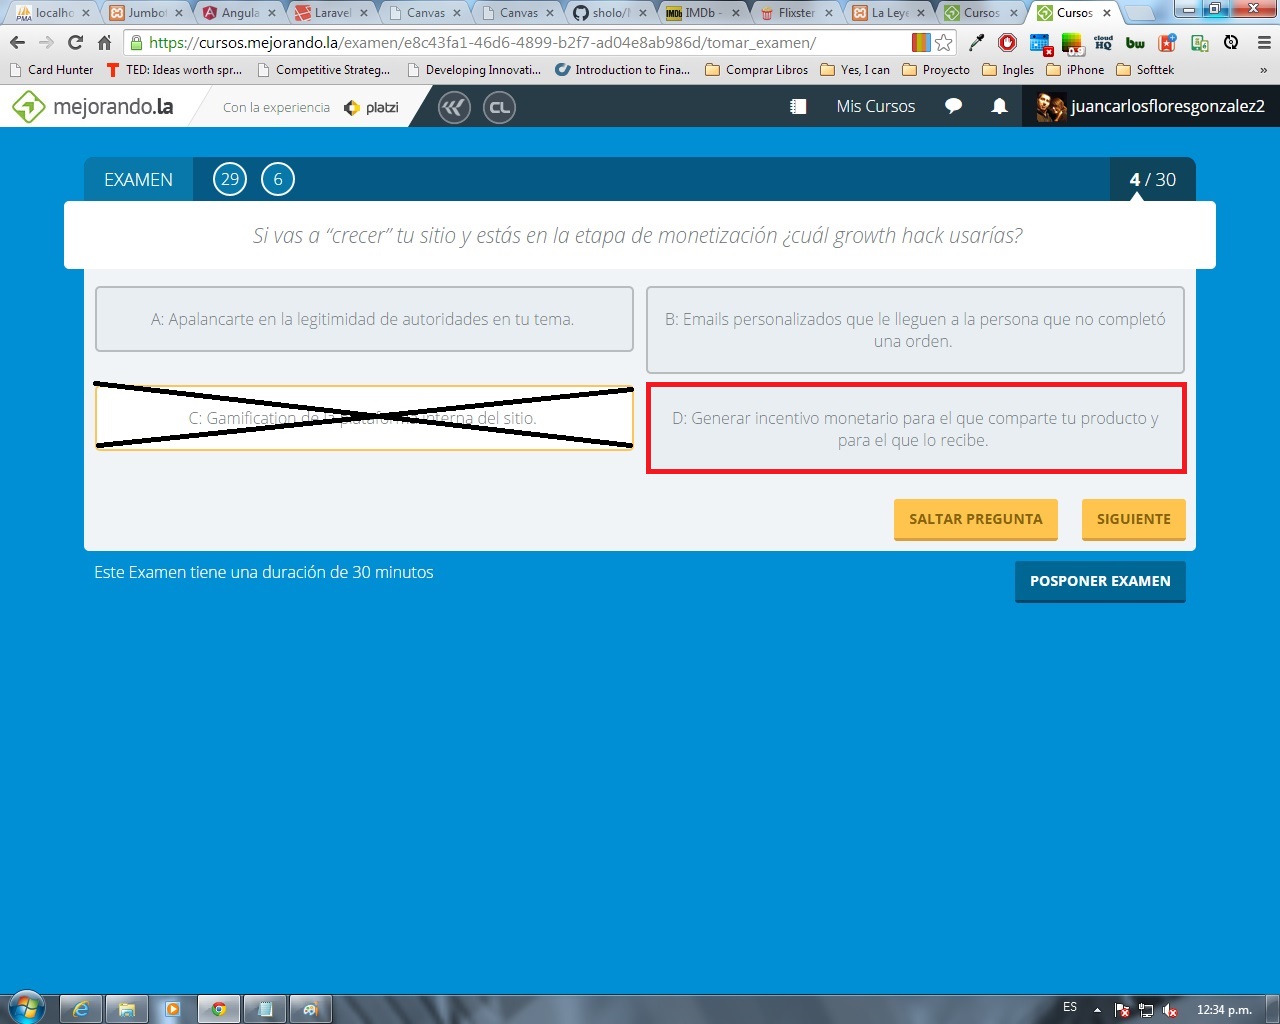 localho
Jumbot
Angula
Laravel
Canvas
Canvas
sholo/
IMDb -
Flixster
La Leye
Cursos
Cursos
https://cursos.mejorando.la/examen/e8c43fa1-46d6-4899-b2f7-ad04e8ab986d/tomar_examen/
Card Hunter
TED: Ideas worth spr...
Competitive Strateg...
Developing Innovati...
Introduction to Fina...
Comprar Libros
Yes, I can
Proyecto
Ingles
iPhone
Softtek
»
mejorando.la
Con la experiencia
platzi
CL
Mis Cursos
juancarlosfloresgonzalez2
EXAMEN
29
6
4 / 30
Si vas a “crecer” tu sitio y estás en la etapa de monetización ¿cuál growth hack usarías?
A: Apalancarte en la legitimidad de autoridades en tu tema.
B: Emails personalizados que le lleguen a la persona que no completó
una orden.
C: Gamification de la plataforma interna del sitio.
D: Generar incentivo monetario para el que comparte tu producto y
para el que lo recibe.
SALTAR PREGUNTA
SIGUIENTE
Este Examen tiene una duración de 30 minutos
POSPONER EXAMEN
ES
12:34 p.m.